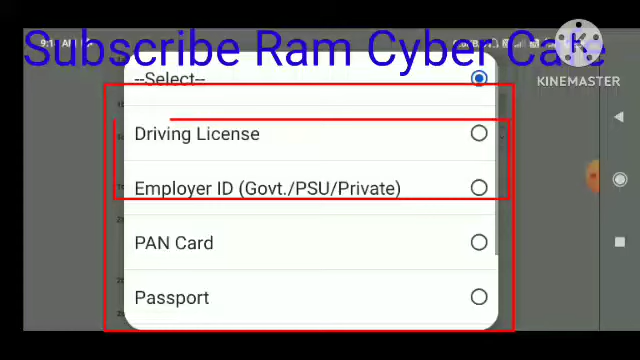 Subscribe Ram Cyber Cafe
KINEMASTER
--Select--
Driving License
Employer ID (Govt./PSU/Private)
PAN Card
Passport